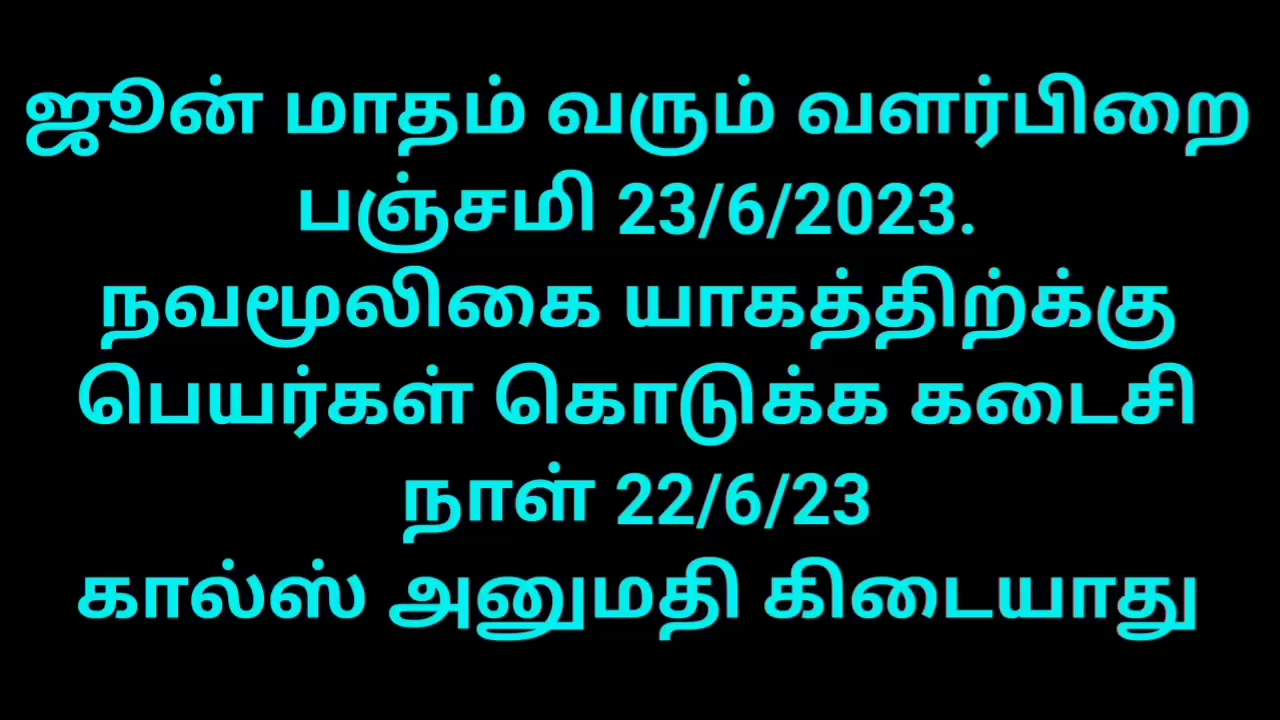 ஜூன் மாதம் வரும் வளர்பிறை
பஞ்சமி 23/6/2023.
நவமூலிகை யாகத்திற்க்கு
பெயர்கள் கொடுக்க கடைசி
நாள் 22/6/23
கால்ஸ் அனுமதி கிடையாது